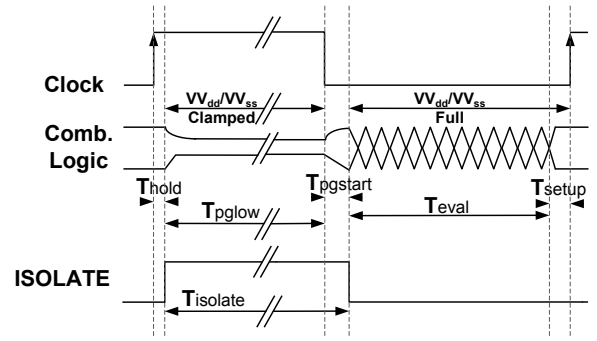 Clock
VVdd/VVss
Clamped
VVdd/VVss
Full
Comb.
Logic
Thold
Tpgstart
Tsetup
Tpglow
Teval
ISOLATE
Tisolate